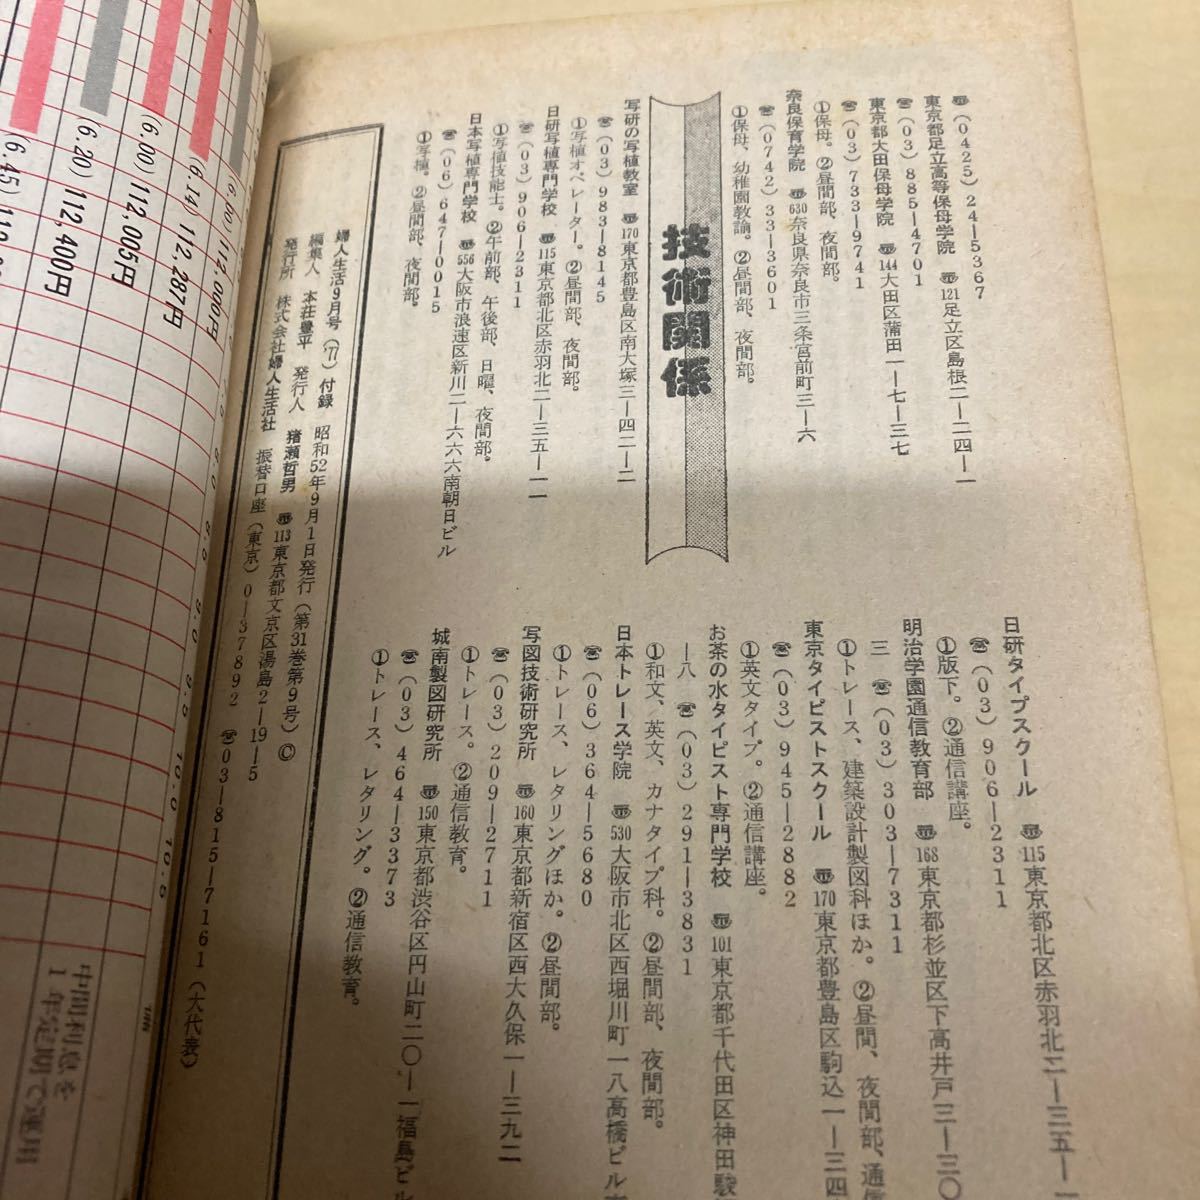 ☎(0425)24―5367
東京都足立高等保母学院 〠121足立区島根二―二四―一
☎(03)885―4701
東京都大田保母学院 〠144大田区蒲田一―七―三七
☎(03)733―9741
①保母。②昼間部、夜間部。
奈良保育学院 〠630奈良県奈良市三条宮前町三―六
☎(0742)33―3601
①保母、幼稚園教諭。②昼間部、夜間部。
技術関係
写研の写植教室 〠170東京都豊島区南大塚三―四二―二
☎(03)983―8145
①写植オペレーター。②昼間部、夜間部。
日研写植専門学校 〠115東京都北区赤羽北二―三五―一一
☎(03)906―2311
①写植技能士。②午前部、午後部、日曜、夜間部。
日本写植専門学校 〠556大阪市浪速区新川二―六六六南朝日ビル
☎(06)647―0015
①写植。②昼間部、夜間部。
日研タイプスクール 〠115東京都北区赤羽北二―三五―一
☎(03)906―2311
①版下。②通信講座。
明治学園通信教育部 〠168東京都杉並区下高井戸三―三〇
三 ☎(03)303―7311
①トレース、建築設計製図科ほか。②昼間、夜間部、通信
東京タイピストスクール 〠170東京都豊島区駒込一―三四
☎(03)945―2882
①英文タイプ。②通信講座。
お茶の水タイピスト専門学校 〠101東京都千代田区神田駿
―八 ☎(03)291―3831
①和文、英文、カナタイプ科。②昼間部、夜間部。
日本トレース学院 〠530大阪市北区西堀川町一八高橋ビル
☎(06)364―5680
①トレース、レタリングほか。②昼間部。
写図技術研究所 〠160東京都新宿区西大久保一―三九二
☎(03)209―2711
①トレース。②通信教育。
城南製図研究所 〠150東京都渋谷区円山町二〇―一福島ビル
☎(03)464―3373
①トレース、レタリング。②通信教育。
婦人生活9月号('77)付録 昭和52年9月1日発行(第31巻第9号)©
編集人 本荘豊平 発行人 猪瀬哲男 〠113東京都文京区湯島2―19―5
発行所 株式会社婦人生活社 振替口座(東京)0―37892 ☎03―815―7161(大代表)
(6.00) 112,000円
(6.14) 112,287円
(6.00) 112,005円
(6.20) 112,400円
(6.45)
9.0
9.5
10.0
10.5
中間利息を
1年定期で運用